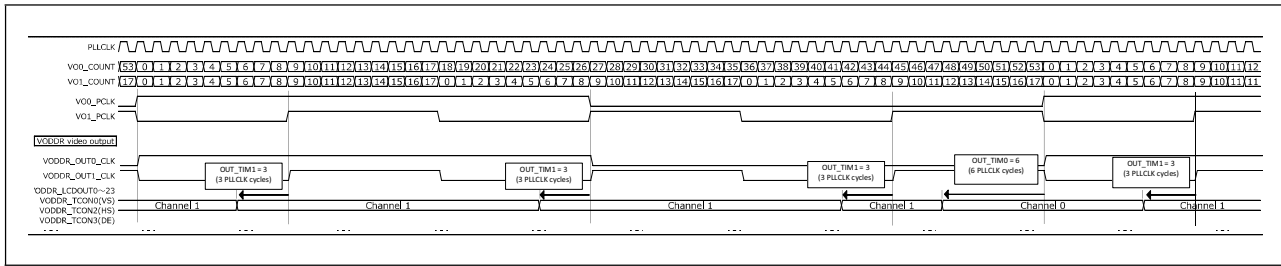 PLLCLK
VO0_COUNT 53 0 1 2 3 4 5 6 7 8 9 10 11 12 13 14 15 16 17 18 19 20 21 22 23 24 25 26 27 28 29 30 31 32 33 34 35 36 37 38 39 40 41 42 43 44 45 46 47 48 49 50 51 52 53 0 1 2 3 4 5 6 7 8 9 10 11 12
VO1_COUNT 17 0 1 2 3 4 5 6 7 8 9 10 11 12 13 14 15 16 17 0 1 2 3 4 5 6 7 8 9 10 11 12 13 14 15 16 17 0 1 2 3 4 5 6 7 8 9 10 11 12 13 14 15 16 17 0 1 2 3 4 5 6 7 8 9 10 11 11
VO0_PCLK
VO1_PCLK
VODDR video output
VODDR_OUT0_CLK
VODDR_OUT1_CLK
OUT_TIM1 = 3
(3 PLLCLK cycles)
OUT_TIM1 = 3
(3 PLLCLK cycles)
OUT_TIM1 = 3
(3 PLLCLK cycles)
OUT_TIM0 = 6
(6 PLLCLK cycles)
OUT_TIM1 = 3
(3 PLLCLK cycles)
ODDR_LCDOUT0~23
VODDR_TCON0(VS)
VODDR_TCON2(HS)
VODDR_TCON3(DE)
Channel 1 Channel 1 Channel 1 Channel 1 Channel 0 Channel 1